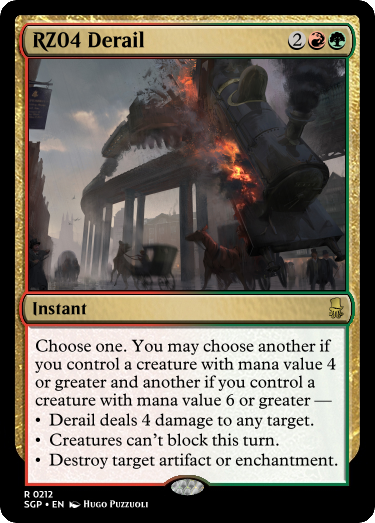 RZ04 Derail
2
Instant
Choose one. You may choose another if
you control a creature with mana value 4
or greater and another if you control a
creature with mana value 6 or greater —
• Derail deals 4 damage to any target.
• Creatures can't block this turn.
• Destroy target artifact or enchantment.
R 0212
SGP • EN Hugo Puzzuoli